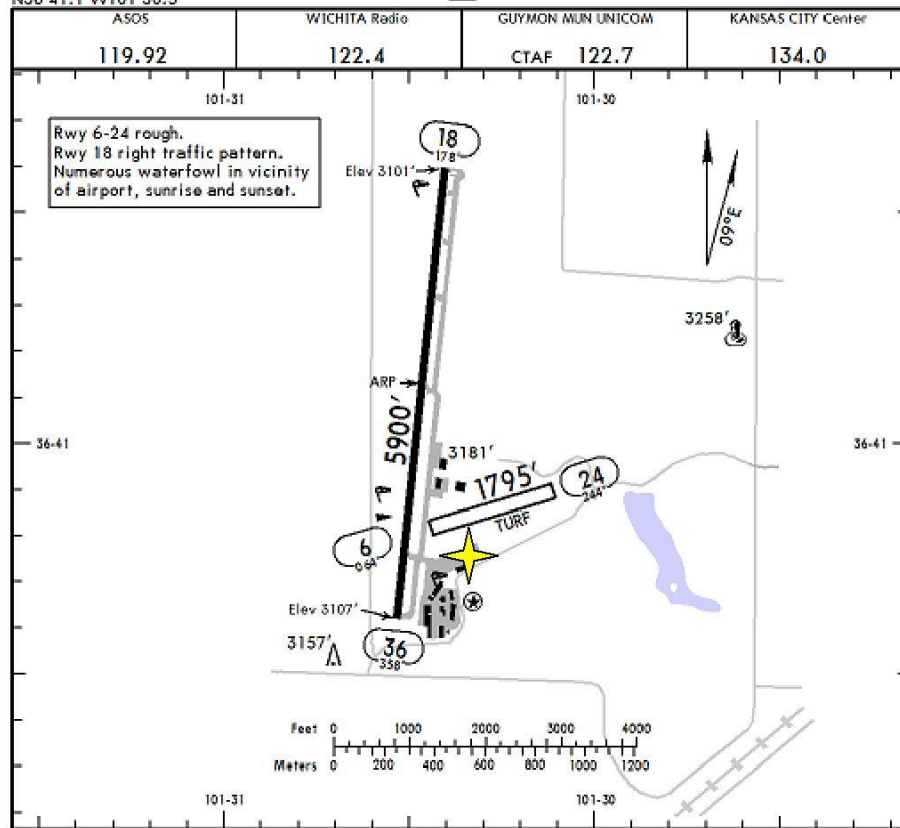 ASOS
119.92
WICHITA Radio
122.4
GUYMON MUN UNICOM
CTAF 122.7
KANSAS CITY Center
134.0
101-31
101-30
Rwy 6-24 rough.
Rwy 18 right traffic pattern.
Numerous waterfowl in vicinity
of airport, sunrise and sunset.
18
178°
Elev 3101'
09°E
3258'
ARP
5900'
36-41
36-41
3181'
1795'
24
244°
TURF
6
064°
Elev 3107'
3157'
36
358°
Feet 0 1000 2000 3000 4000
Meters 0 200 400 600 800 1000 1200
101-31
101-30